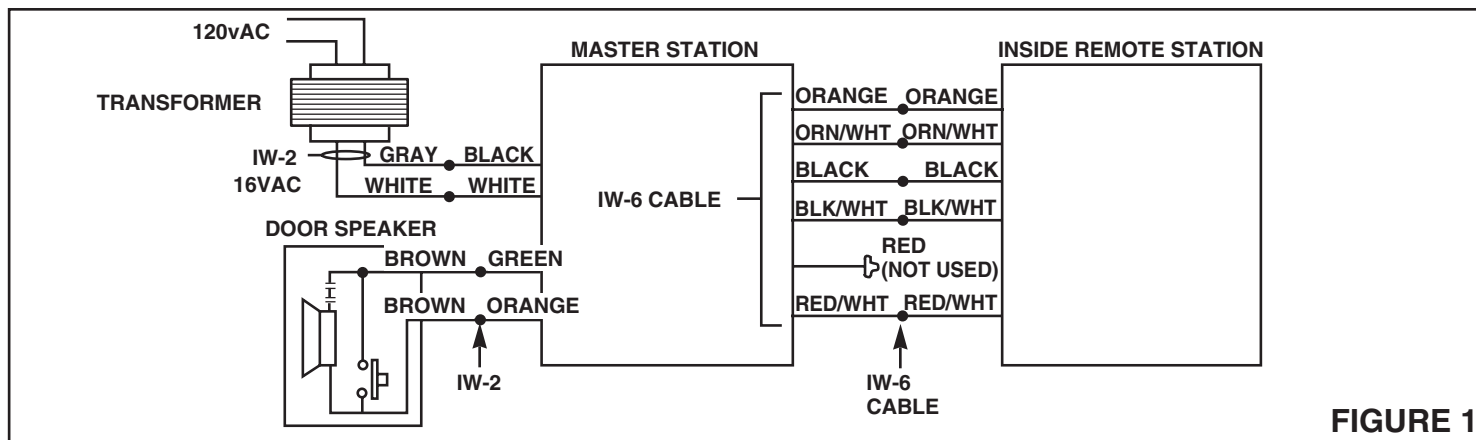 120vAC
TRANSFORMER
IW-2
16VAC
GRAY BLACK
WHITE WHITE
DOOR SPEAKER
BROWN GREEN
BROWN ORANGE
IW-2
MASTER STATION
IW-6 CABLE
INSIDE REMOTE STATION
ORANGE ORANGE
ORN/WHT ORN/WHT
BLACK BLACK
BLK/WHT BLK/WHT
RED
(NOT USED)
RED/WHT RED/WHT
IW-6
CABLE
FIGURE 1